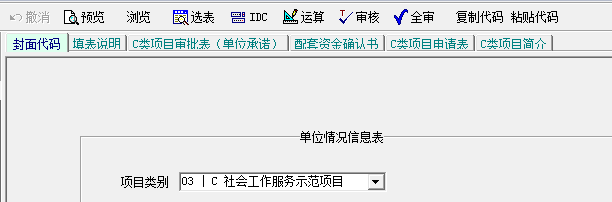 撤消 预览 浏览 选表 IDC 运算 审核 全审 复制代码 粘贴代码
封面代码 填表说明 C类项目审批表（单位承诺） 配套资金确认书 C类项目申请表 C类项目简介
单位情况信息表
项目类别 03 | C 社会工作服务示范项目